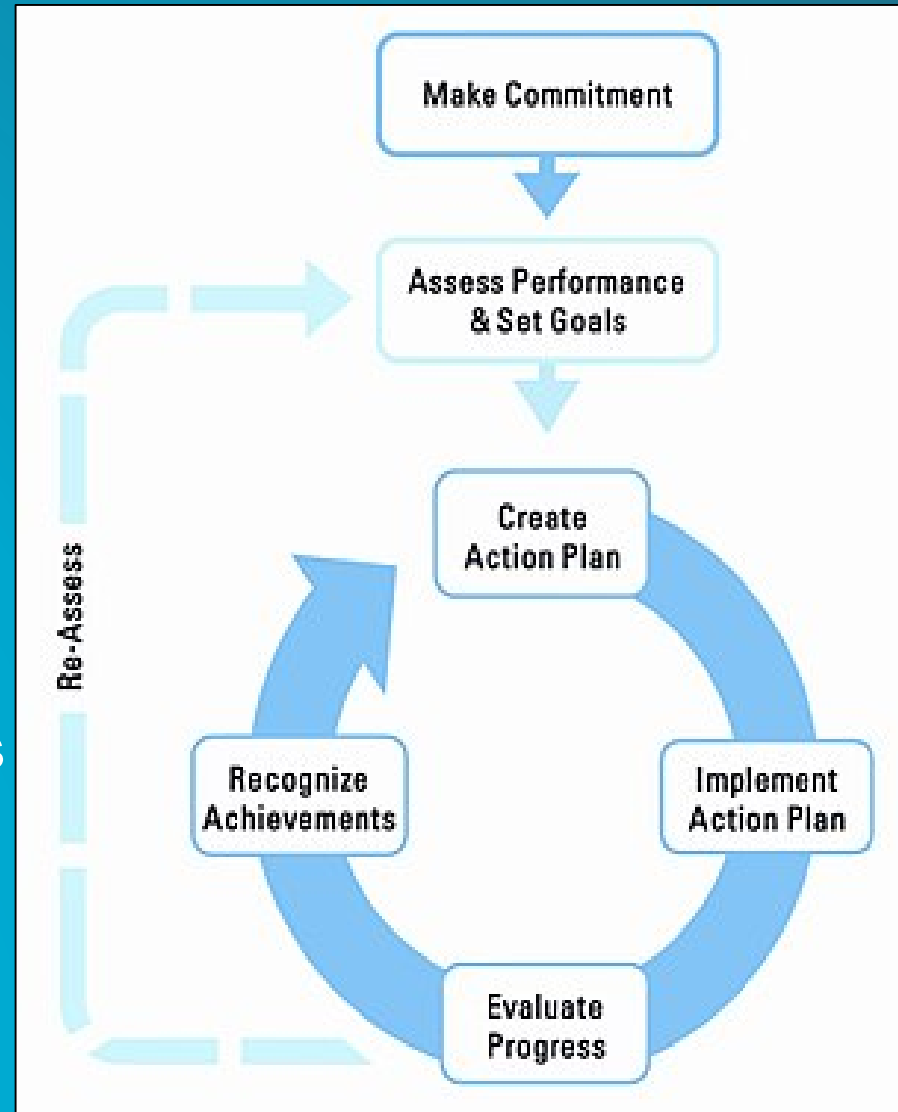 Make Commitment
Assess Performance
& Set Goals
Create
Action Plan
Re-Assess
Recognize
Achievements
Implement
Action Plan
Evaluate
Progress
s